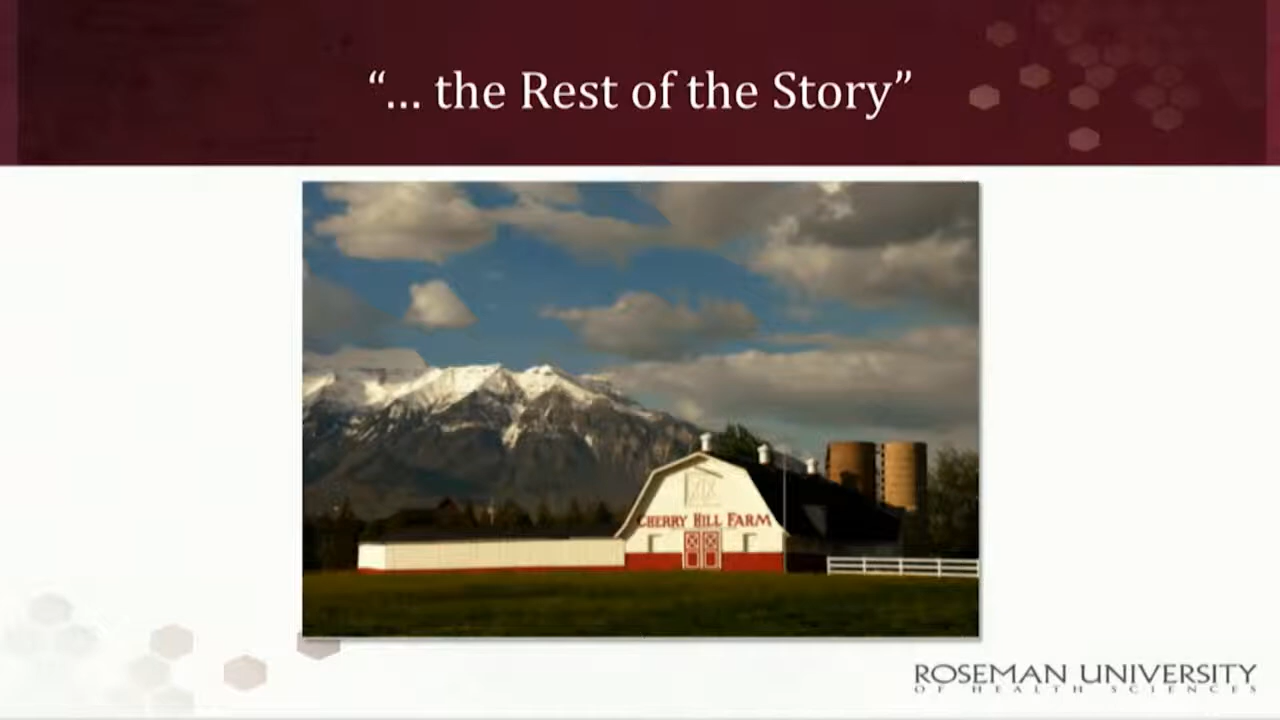 “... the Rest of the Story”
CHERRY HILL FARM
ROSEMAN UNIVERSITY
OF HEALTH SCIENCES